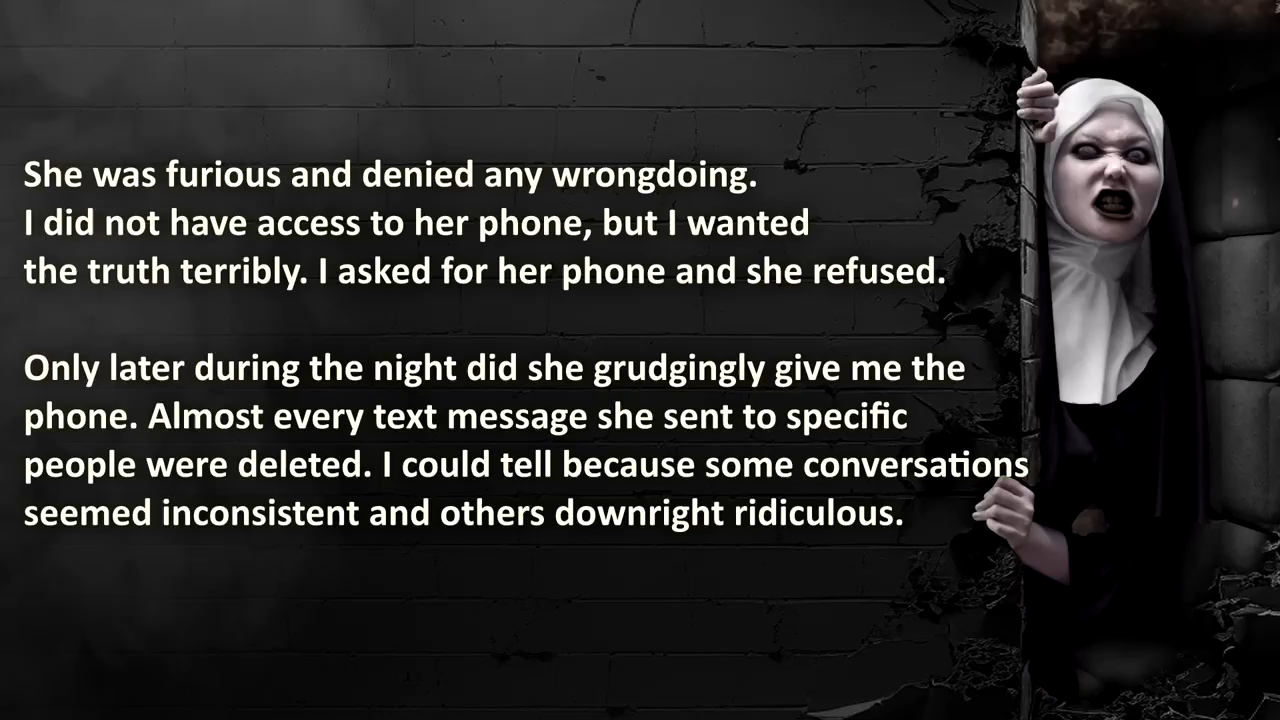 She was furious and denied any wrongdoing.
I did not have access to her phone, but I wanted
the truth terribly. I asked for her phone and she refused.
Only later during the night did she grudgingly give me the
phone. Almost every text message she sent to specific
people were deleted. I could tell because some conversations
seemed inconsistent and others downright ridiculous.